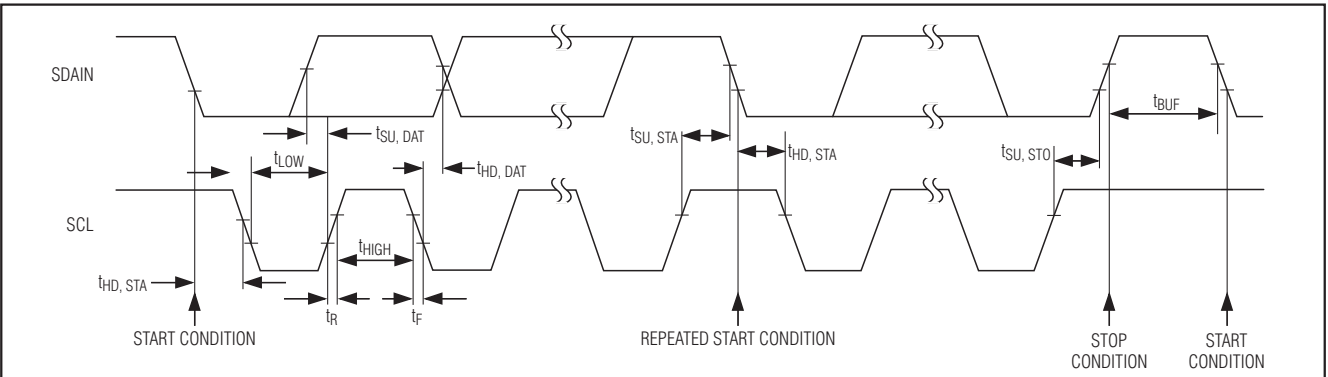 SDAIN
tSU, DAT
tLOW
tHD, DAT
tSU, STA
tHD, STA
tBUF
tSU, STO
SCL
tHIGH
tHD, STA
tR
tF
START CONDITION
REPEATED START CONDITION
STOP
CONDITION
START
CONDITION